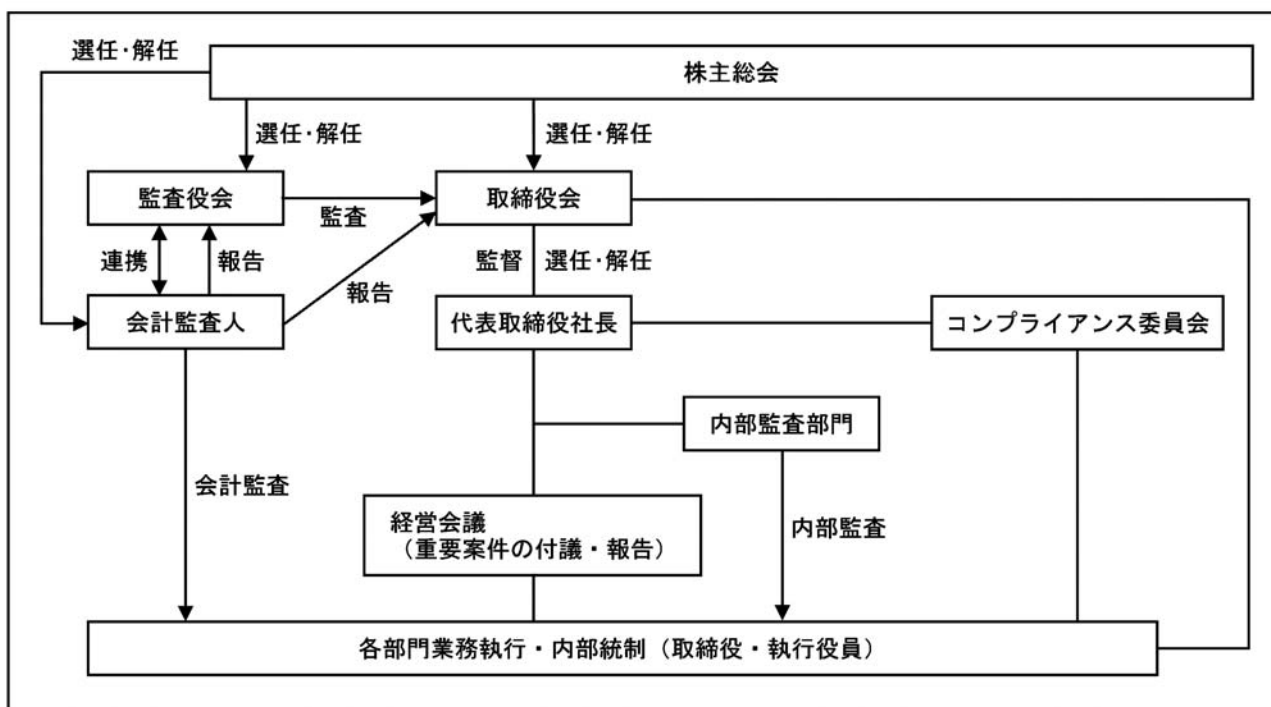 選任・解任
株主総会
選任・解任
選任・解任
監査役会
監査
取締役会
連携
報告
報告
監督
選任・解任
会計監査人
代表取締役社長
コンプライアンス委員会
内部監査部門
会計監査
経営会議
（重要案件の付議・報告）
内部監査
各部門業務執行・内部統制（取締役・執行役員）